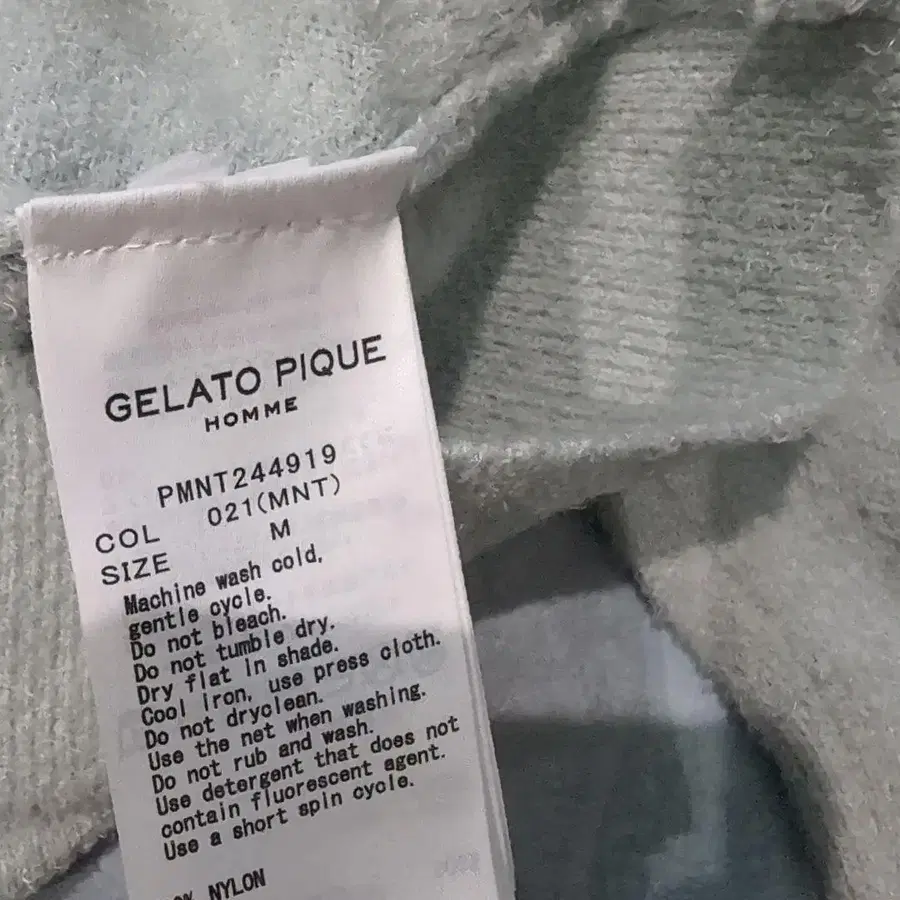 GELATO PIQUE
HOMME
PMNT244919
COL 021(MNT)
SIZE M
Machine wash cold,
gentle cycle.
Do not bleach.
Do not tumble dry.
Dry flat in shade.
Cool iron, use press cloth.
Do not dryclean.
Use the net when washing.
Do not rub and wash.
Use detergent that does not
contain fluorescent agent.
Use a short spin cycle.
NYLON